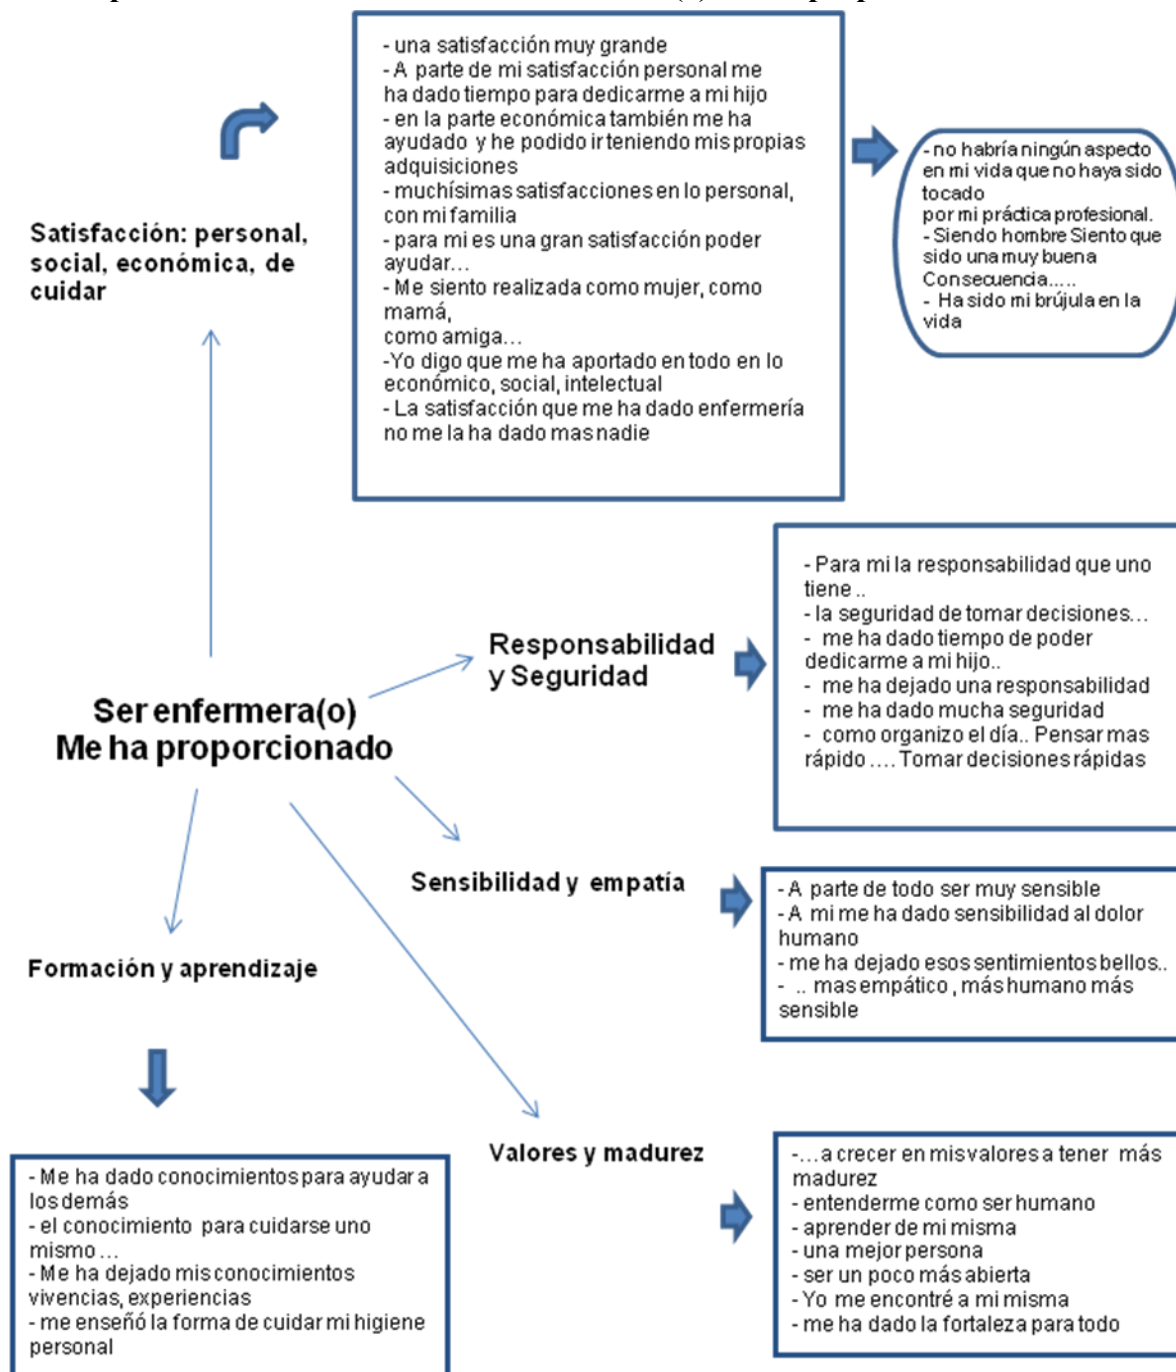 - una satisfacción muy grande
- A parte de mi satisfacción personal me
ha dado tiempo para dedicarme a mi hijo
- en la parte económica también me ha
ayudado y he podido ir teniendo mis propias
adquisiciones
- muchísimas satisfacciones en lo personal,
con mi familia
- para mi es una gran satisfacción poder
ayudar...
- Me siento realizada como mujer, como
mamá,
como amiga...
-Yo digo que me ha aportado en todo en lo
económico, social, intelectual
- La satisfacción que me ha dado enfermería
no me la ha dado mas nadie
- no habría ningún aspecto
en mi vida que no haya sido
tocado
por mi práctica profesional.
- Siendo hombre Siento que
sido una muy buena
Consecuencia.....
- Ha sido mi brújula en la
vida
Satisfacción: personal,
social, económica, de
cuidar
- Para mi la responsabilidad que uno
tiene ..
- la seguridad de tomar decisiones...
- me ha dado tiempo de poder
dedicarme a mi hijo..
- me ha dejado una responsabilidad
- me ha dado mucha seguridad
- como organizo el día.. Pensar mas
rápido .... Tomar decisiones rápidas
Responsabilidad
y Seguridad
Ser enfermera(o)
Me ha proporcionado
Sensibilidad y empatía
- A parte de todo ser muy sensible
- A mi me ha dado sensibilidad al dolor
humano
- me ha dejado esos sentimientos bellos..
- .. mas empático , más humano más
sensible
Formación y aprendizaje
- Me ha dado conocimientos para ayudar a
los demás
- el conocimiento para cuidarse uno
mismo ...
- Me ha dejado mis conocimientos
vivencias, experiencias
- me enseñó la forma de cuidar mi higiene
personal
Valores y madurez
-...a crecer en mis valores a tener más
madurez
- entenderme como ser humano
- aprender de mi misma
- una mejor persona
- ser un poco más abierta
- Yo me encontré a mi misma
- me ha dado la fortaleza para todo